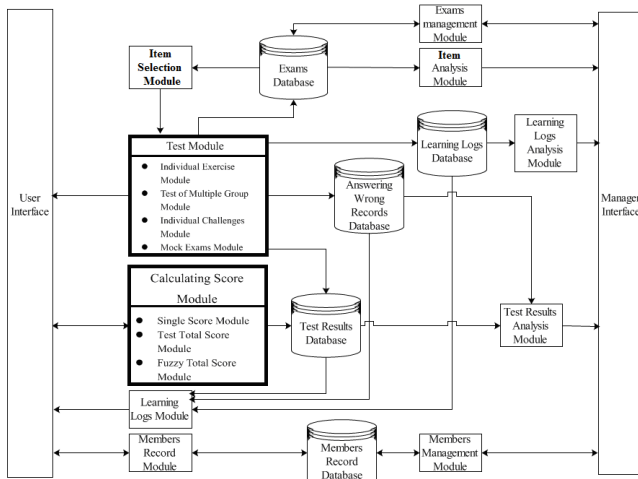 Exams
management
Module
Item
Selection
Module
Exams
Database
Item
Analysis
Module
Test Module
● Individual Exercise
Module
● Test of Multiple Group
Module
● Individual Challenges
Module
● Mock Exams Module
Learning Logs
Database
Learning
Logs
Analysis
Module
Answering
Wrong
Records
Database
User
Interface
Manager
Interface
Calculating Score
Module
● Single Score Module
● Test Total Score
Module
● Fuzzy Total Score
Module
Test Results
Database
Test Results
Analysis
Module
Learning
Logs Module
Members
Record
Module
Members
Record
Database
Members
Management
Module